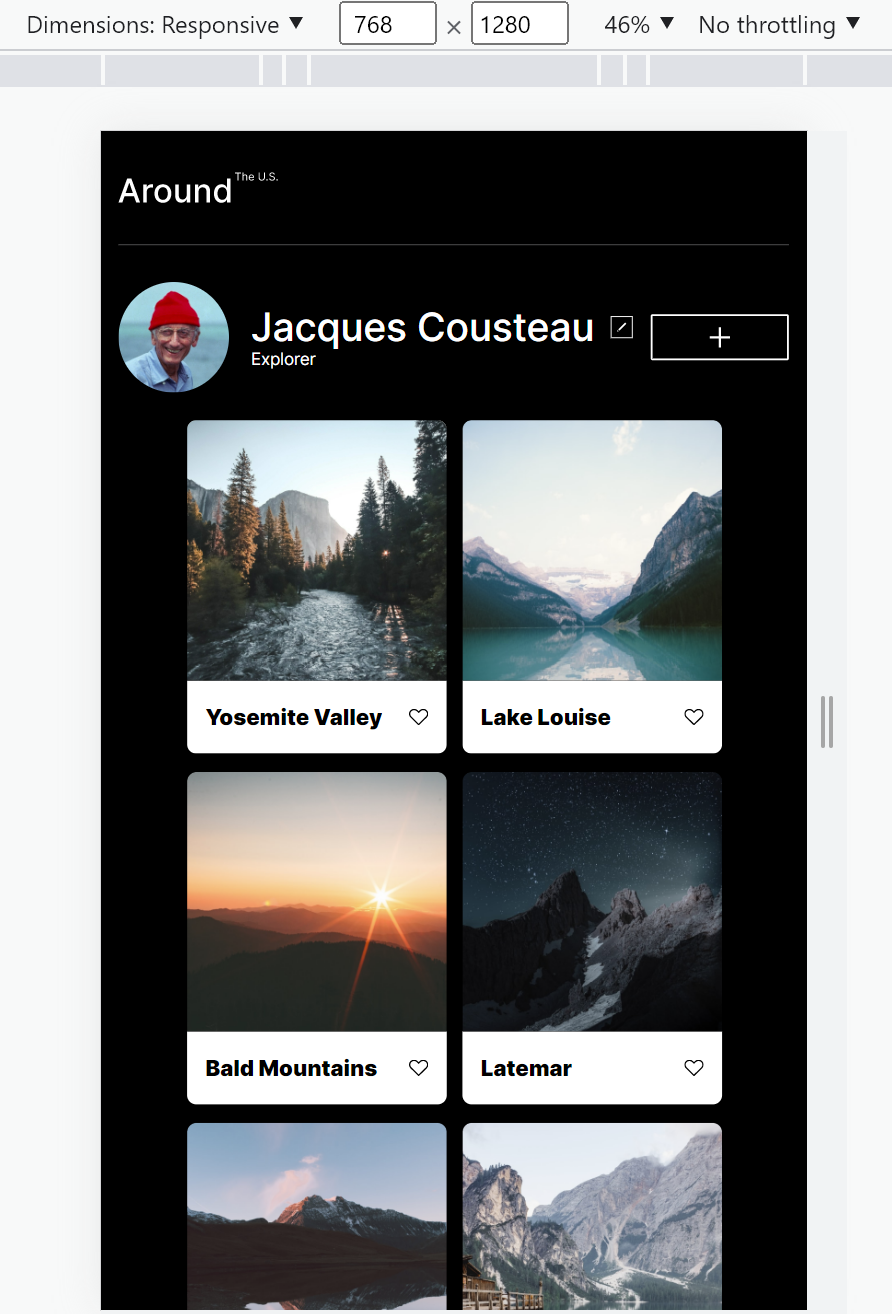 Dimensions: Responsive ▼ 768 × 1280 46% ▼ No throttling ▼
Around The U.S.
Jacques Cousteau
Explorer
Yosemite Valley
Lake Louise
Bald Mountains
Latemar